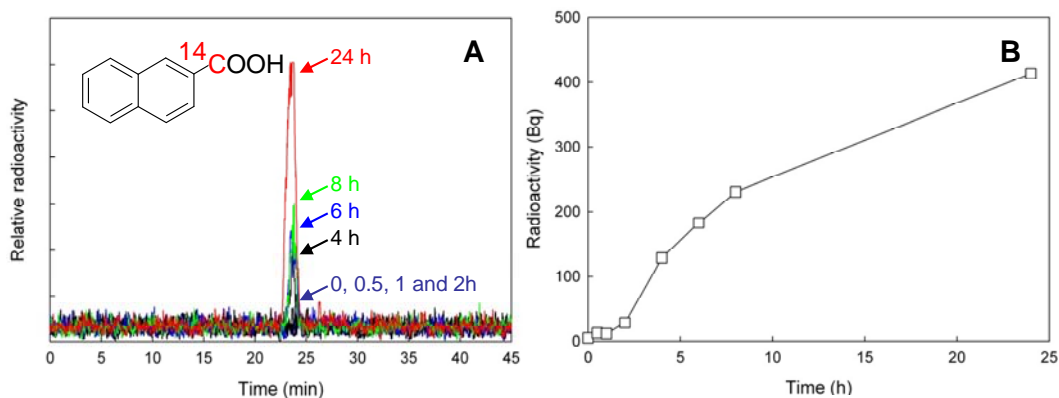 A
14
COOH
24 h
8 h
6 h
4 h
0, 0.5, 1 and 2h
Relative radioactivity
0 5 10 15 20 25 30 35 40 45
Time (min)
B
Radioactivity (Bq)
500
400
300
200
100
0
0 5 10 15 20 25
Time (h)